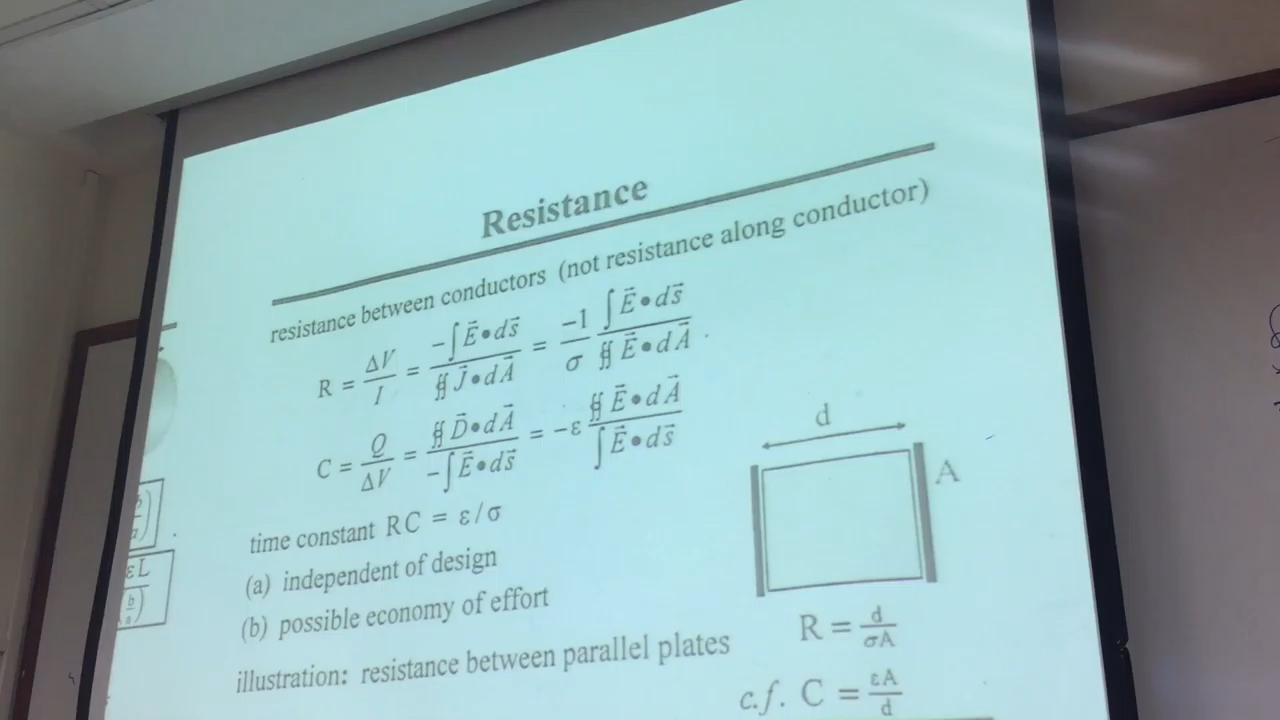 Resistance
resistance between conductors (not resistance along conductor)
R = ΔV/I = -∫E⃗•ds⃗ / ∯J⃗•dA⃗ = -1/σ ∫E⃗•ds⃗ / ∯E⃗•dA⃗ .
C = Q/ΔV = ∯D⃗•dA⃗ / -∫E⃗•ds⃗ = -ε ∯E⃗•dA⃗ / ∫E⃗•ds⃗
d
A
time constant RC = ε/σ
(a) independent of design
(b) possible economy of effort
illustration: resistance between parallel plates
R = d/σA
c.f. C = εA/d
εL
b